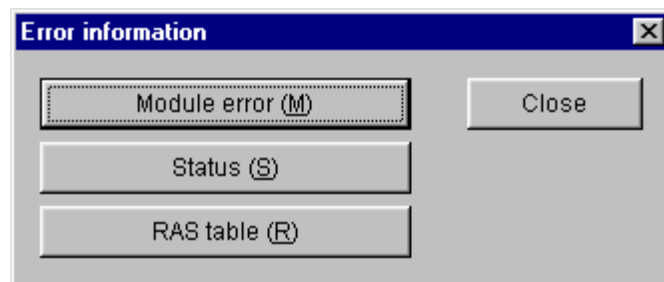 Error information
Module error (M)
Close
Status (S)
RAS table (R)